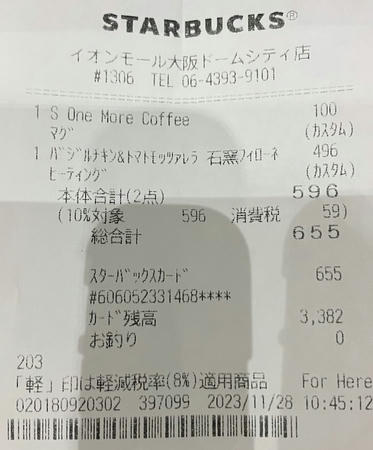 STARBUCKS®
イオンモール大阪ドームシティ店
#1306 TEL 06-4393-9101
1 S One More Coffee 100
マグ (カスタム)
1 バジルチキン&トマトモッツァレラ 石窯フィローネ 496
ヒーティング (カスタム)
本体合計(2点) 596
(10%対象 596 消費税 59)
総合計 655
スターバックスカード 655
#606052331468****
カード残高 3,382
お釣り 0
203
「軽」印は軽減税率(8%)適用商品 For Here
020180920302 397099 2023/11/28 10:45:12